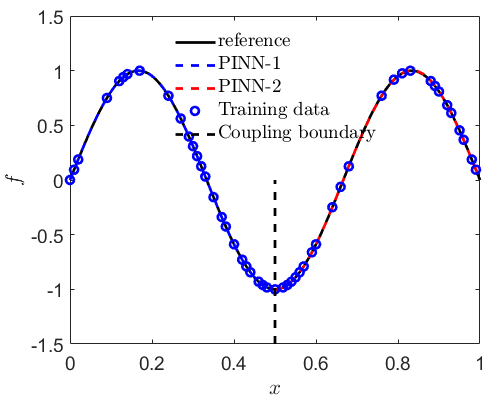 1.5
1
0.5
0
-0.5
-1
-1.5
f
reference
PINN-1
PINN-2
Training data
Coupling boundary
0 0.2 0.4 0.6 0.8 1
x